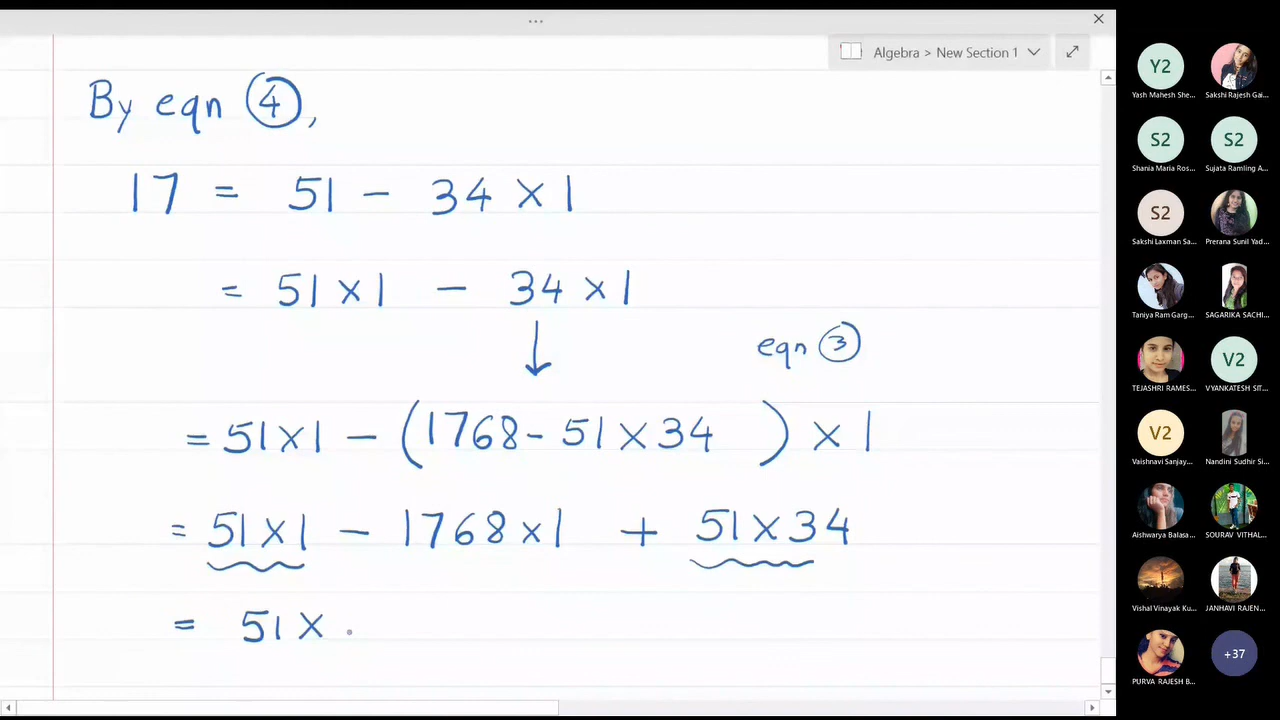 Algebra > New Section 1
By eqn ④,
17 = 51 - 34 × 1
= 51 × 1 - 34 × 1
↓
eqn ③
= 51 × 1 - (1768 - 51 × 34 ) × 1
= 51 × 1 - 1768 × 1 + 51 × 34
= 51 ×
Y2
Yash Mahesh She...
Sakshi Rajesh Gai...
S2
S2
Shania Maria Ros...
Sujata Ramling A...
S2
Sakshi Laxman Sa...
Prerana Sunil Yad...
Taniya Ram Garg...
SAGARIKA SACHI...
V2
TEJASHRI RAMES...
VYANKATESH SIT...
V2
Vaishnavi Sanjay...
Nandini Sudhir Si...
Aishwarya Balasa...
SOURAV VITHAL...
Vishal Vinayak Ku...
JANHAVI RAJEN...
+37
PURVA RAJESH B...